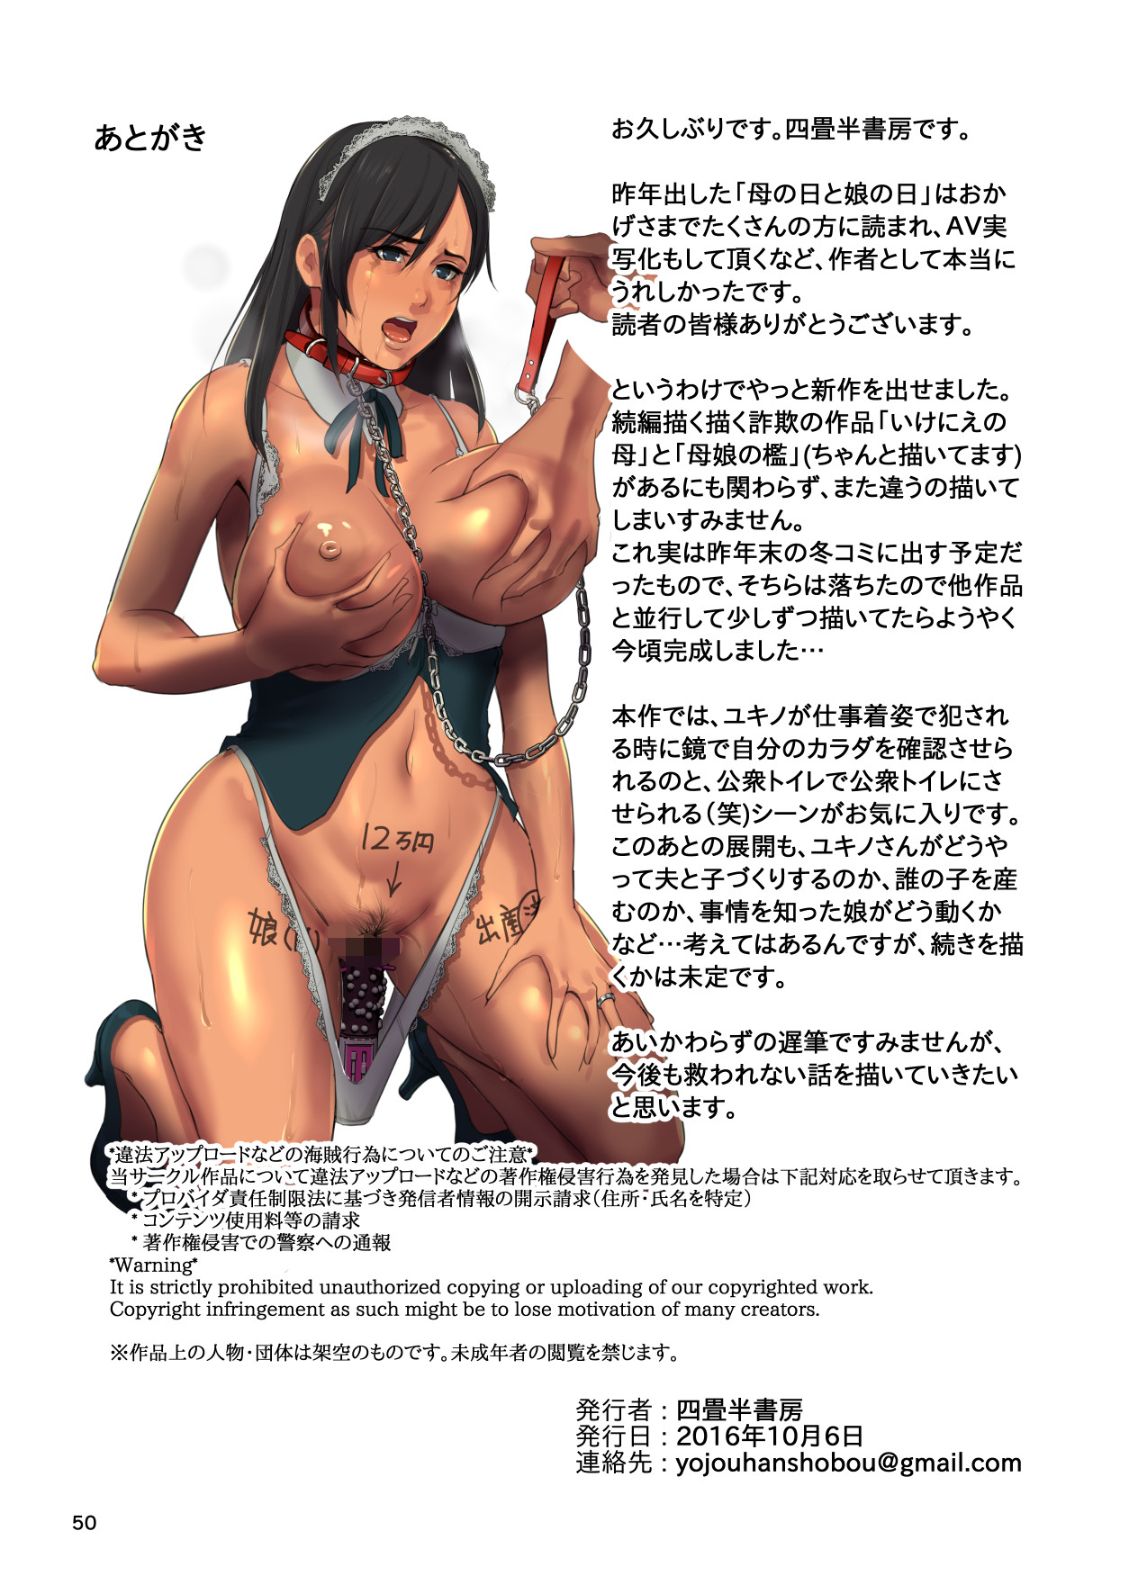 あとがき
お久しぶりです。四畳半書房です。
昨年出した「母の日と娘の日」はおか
げさまでたくさんの方に読まれ、AV実
写化もして頂くなど、作者として本当に
うれしかったです。
読者の皆様ありがとうございます。
というわけでやっと新作を出せました。
続編描く描く詐欺の作品「いけにえの
母」と「母娘の檻」(ちゃんと描いてます)
があるにも関わらず、また違うの描いて
しまいすみません。
これ実は昨年末の冬コミに出す予定だ
ったもので、そちらは落ちたので他作品
と並行して少しずつ描いてたらようやく
今頃完成しました…
本作では、ユキノが仕事着姿で犯され
る時に鏡で自分のカラダを確認させら
れるのと、公衆トイレで公衆トイレにさ
せられる（笑)シーンがお気に入りです。
このあとの展開も、ユキノさんがどうや
って夫と子づくりするのか、誰の子を産
むのか、事情を知った娘がどう動くか
など…考えてはあるんですが、続きを描
くかは未定です。
あいかわらずの遅筆ですみませんが、
今後も救われない話を描いていきたい
と思います。
12万円
↓
娘
出産
*違法アップロードなどの海賊行為についてのご注意*
当サークル作品について違法アップロードなどの著作権侵害行為を発見した場合は下記対応を取らせて頂きます。
* プロバイダ責任制限法に基づき発信者情報の開示請求（住所・氏名を特定）
* コンテンツ使用料等の請求
* 著作権侵害での警察への通報
*Warning*
It is strictly prohibited unauthorized copying or uploading of our copyrighted work.
Copyright infringement as such might be to lose motivation of many creators.
※作品上の人物・団体は架空のものです。未成年者の閲覧を禁じます。
発行者：四畳半書房
発行日：2016年10月6日
連絡先：yojouhanshobou@gmail.com
50